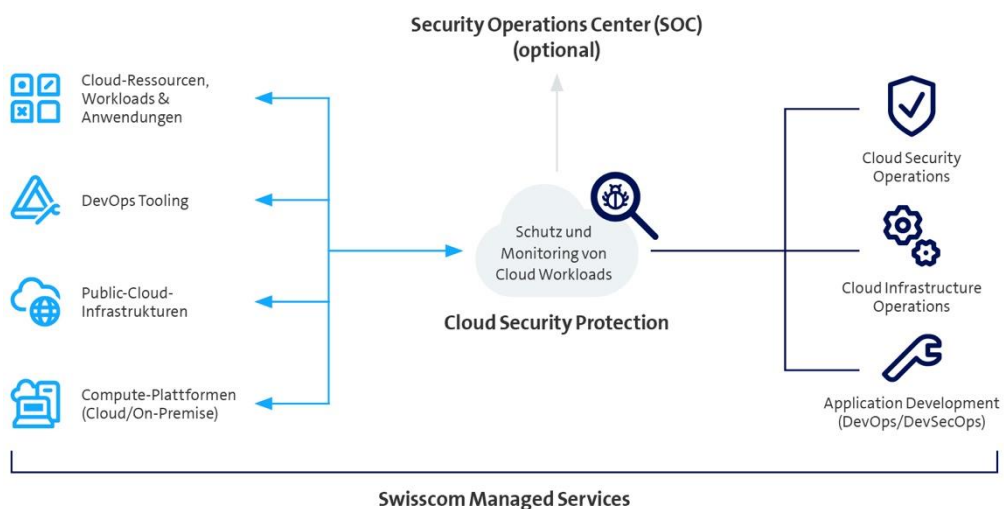 Security Operations Center (SOC)
(optional)
Cloud-Ressourcen,
Workloads &
Anwendungen
DevOps Tooling
Public-Cloud-
Infrastrukturen
Compute-Plattformen
(Cloud/On-Premise)
Schutz und
Monitoring von
Cloud Workloads
Cloud Security Protection
Cloud Security
Operations
Cloud Infrastructure
Operations
Application Development
(DevOps/DevSecOps)
Swisscom Managed Services